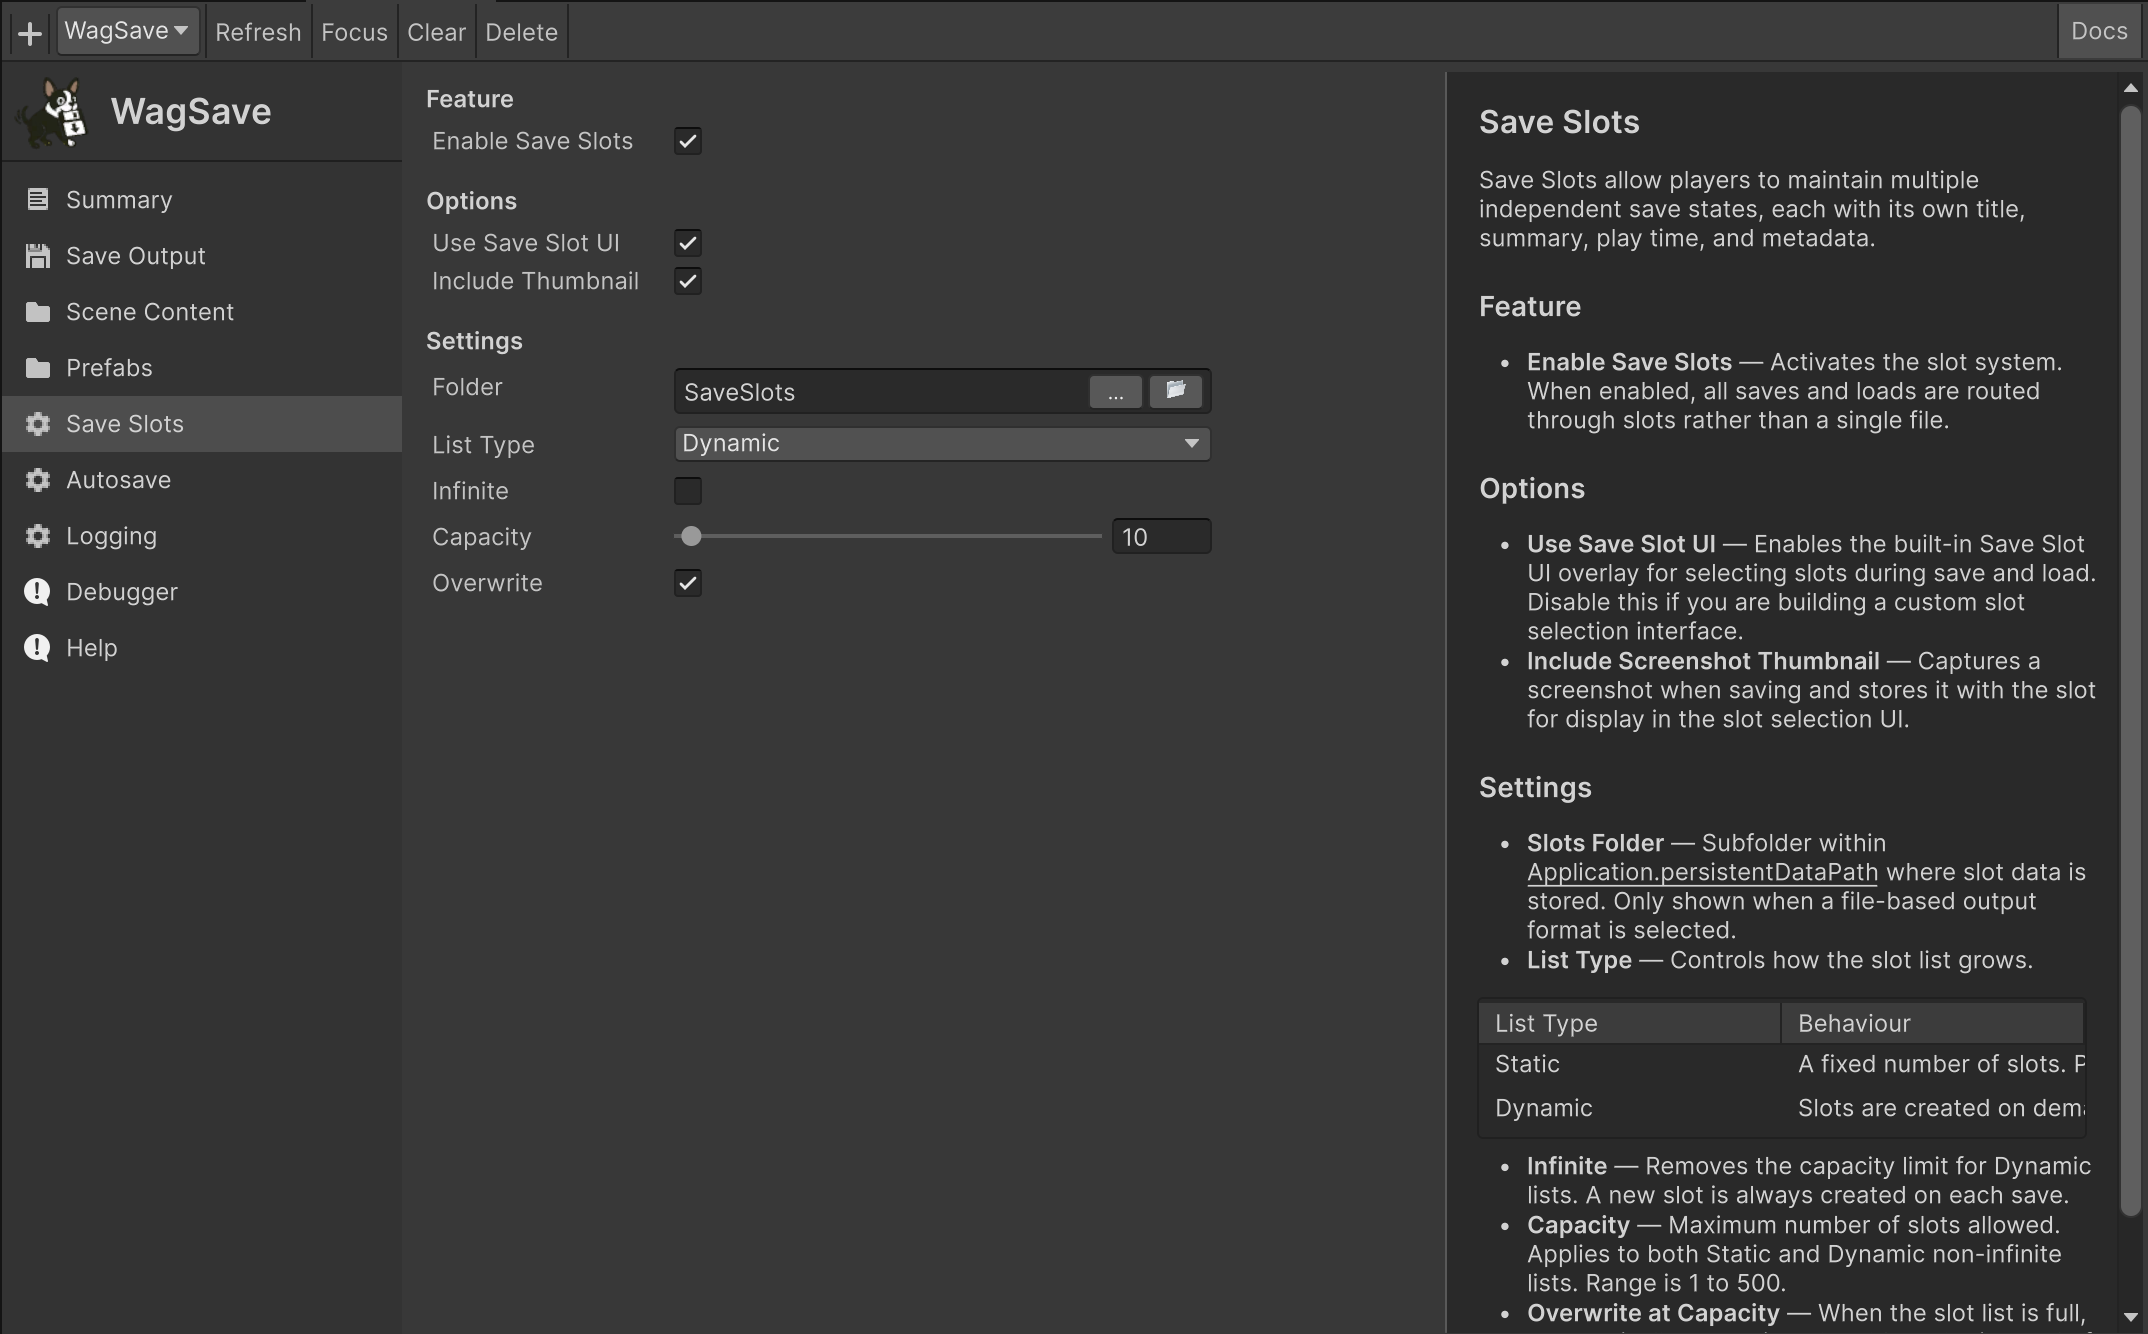 WagSave
Refresh
Focus
Clear
Delete
Docs
WagSave
Summary
Save Output
Scene Content
Prefabs
Save Slots
Autosave
Logging
Debugger
Help
Feature
Enable Save Slots
Options
Use Save Slot UI
Include Thumbnail
Settings
Folder
SaveSlots
...
List Type
Dynamic
Infinite
Capacity
10
Overwrite
Save Slots
Save Slots allow players to maintain multiple
independent save states, each with its own title,
summary, play time, and metadata.
Feature
• Enable Save Slots — Activates the slot system.
When enabled, all saves and loads are routed
through slots rather than a single file.
Options
• Use Save Slot UI — Enables the built-in Save Slot
UI overlay for selecting slots during save and load.
Disable this if you are building a custom slot
selection interface.
• Include Screenshot Thumbnail — Captures a
screenshot when saving and stores it with the slot
for display in the slot selection UI.
Settings
• Slots Folder — Subfolder within
Application.persistentDataPath where slot data is
stored. Only shown when a file-based output
format is selected.
• List Type — Controls how the slot list grows.
List Type Behaviour
Static A fixed number of slots.
Dynamic Slots are created on
• Infinite — Removes the capacity limit for Dynamic
lists. A new slot is always created on each save.
• Capacity — Maximum number of slots allowed.
Applies to both Static and Dynamic non-infinite
lists. Range is 1 to 500.
• Overwrite at Capacity — When the slot list is full,